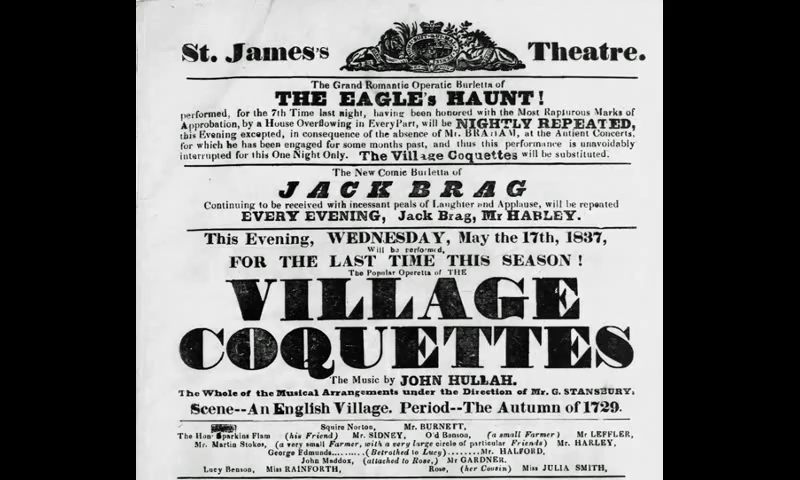 St. James's Theatre.
The Grand Romantic Operatic Burletta of
THE EAGLE's HAUNT!
performed, for the 7th Time last night, having been honored with the Most Rapturous Marks of
Approbation, by a House Overflowing in Every Part, will be NIGHTLY REPEATED,
this Evening excepted, in consequence of the absence of Mr. BRAHAM, at the Antient Concerts,
for which he has been engaged for some months past, and thus this performance is unavoidably
interrupted for this One Night Only. The Village Coquettes will be substituted.
The New Comic Burletta of
JACK BRAG
Continuing to be received with incessant peals of Laughter and Applause, will be repeated
EVERY EVENING, Jack Brag, Mr HARLEY.
This Evening, WEDNESDAY, May the 17th, 1837,
Will be performed,
FOR THE LAST TIME THIS SEASON!
The Popular Operetta of THE
VILLAGE
COQUETTES
The Music by JOHN HULLAH.
The Whole of the Musical Arrangements under the Direction of Mr. G. STANSBURY.
Scene--An English Village. Period--The Autumn of 1729.
Squire Norton, Mr. BURNETT,
The Hon. Sparkins Flam (his Friend) Mr. SIDNEY, Old Benson, (a small Farmer) Mr LEFFLER,
Mr. Martin Stokes, (a very small Farmer, with a very large circle of particular Friends) Mr. HARLEY,
George Edmunds..........(Betrothed to Lucy)........Mr. HALFORD,
John Maddox, (attached to Rose,) Mr GARDNER,
Lucy Benson, Miss RAINFORTH, Rose, (her Cousin) Miss JULIA SMITH,